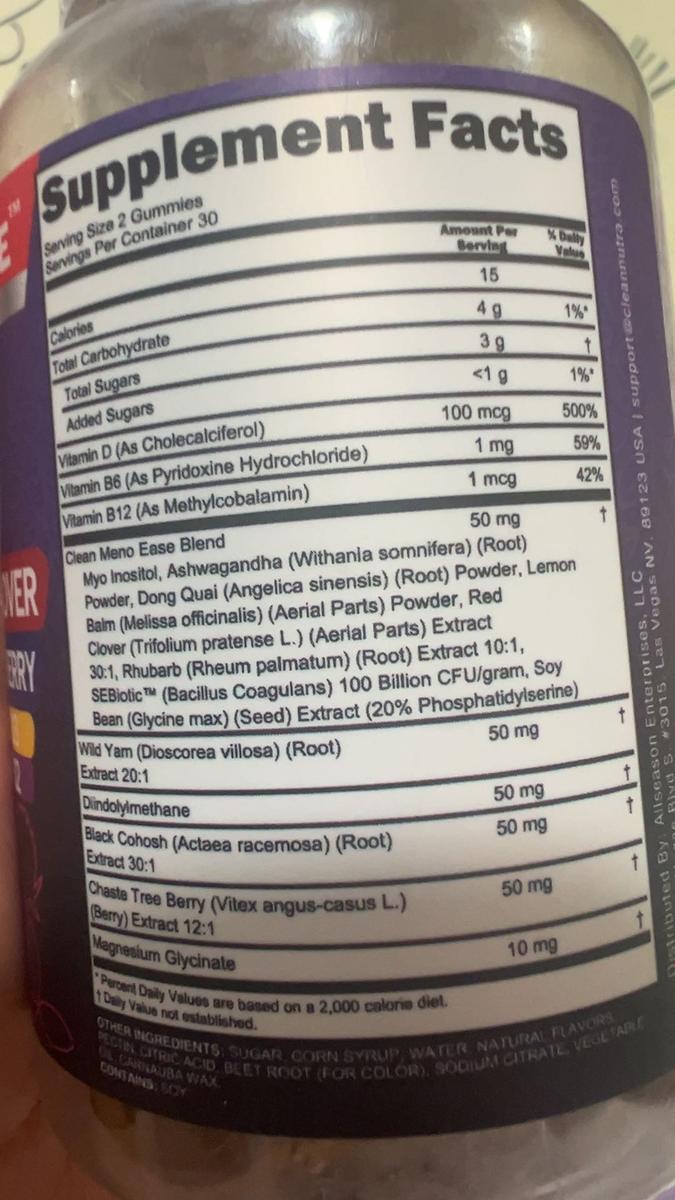 Supplement Facts
Serving Size 2 Gummies
Servings Per Container 30
Amount Per Serving % Daily Value
Calories 15
Total Carbohydrate 4 g 1%*
Total Sugars 3 g †
Added Sugars <1 g 1%*
Vitamin D (As Cholecalciferol) 100 mcg 500%
Vitamin B6 (As Pyridoxine Hydrochloride) 1 mg 59%
Vitamin B12 (As Methylcobalamin) 1 mcg 42%
Clean Meno Ease Blend 50 mg †
Myo Inositol, Ashwagandha (Withania somnifera) (Root)
Powder, Dong Quai (Angelica sinensis) (Root) Powder, Lemon
Balm (Melissa officinalis) (Aerial Parts) Powder, Red
Clover (Trifolium pratense L.) (Aerial Parts) Extract
30:1, Rhubarb (Rheum palmatum) (Root) Extract 10:1,
SEBiotic™ (Bacillus Coagulans) 100 Billion CFU/gram, Soy
Bean (Glycine max) (Seed) Extract (20% Phosphatidylserine)
Wild Yam (Dioscorea villosa) (Root) 50 mg †
Extract 20:1
Diindolylmethane 50 mg †
Black Cohosh (Actaea racemosa) (Root) 50 mg †
Extract 30:1
Chaste Tree Berry (Vitex angus-casus L.) 50 mg †
(Berry) Extract 12:1
Magnesium Glycinate 10 mg †
*Percent Daily Values are based on a 2,000 calorie diet.
† Daily Value not established.
OTHER INGREDIENTS: SUGAR, CORN SYRUP, WATER, NATURAL FLAVORS,
PECTIN, CITRIC ACID, BEET ROOT (FOR COLOR), SODIUM CITRATE, VEGETABLE
OIL, CARNAUBA WAX.
CONTAINS: SOY
Distributed By: Allseason Enterprises, LLC
Blvd S. #3015 Las Vegas NV. 89123 USA | support@cleannutra.com
E™
VER
ERRY
2